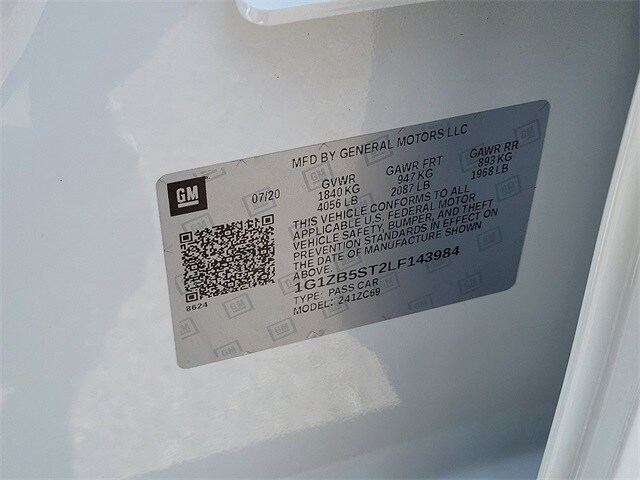 MFD BY GENERAL MOTORS LLC
GM
07/20
GVWR GAWR FRT GAWR RR
1840 KG 947 KG 893 KG
4056 LB 2087 LB 1968 LB
THIS VEHICLE CONFORMS TO ALL
APPLICABLE U.S. FEDERAL MOTOR
VEHICLE SAFETY, BUMPER, AND THEFT
PREVENTION STANDARDS IN EFFECT ON
THE DATE OF MANUFACTURE SHOWN
ABOVE.
1G1ZB5ST2LF143984
TYPE: PASS CAR
MODEL: 241ZC69
8624